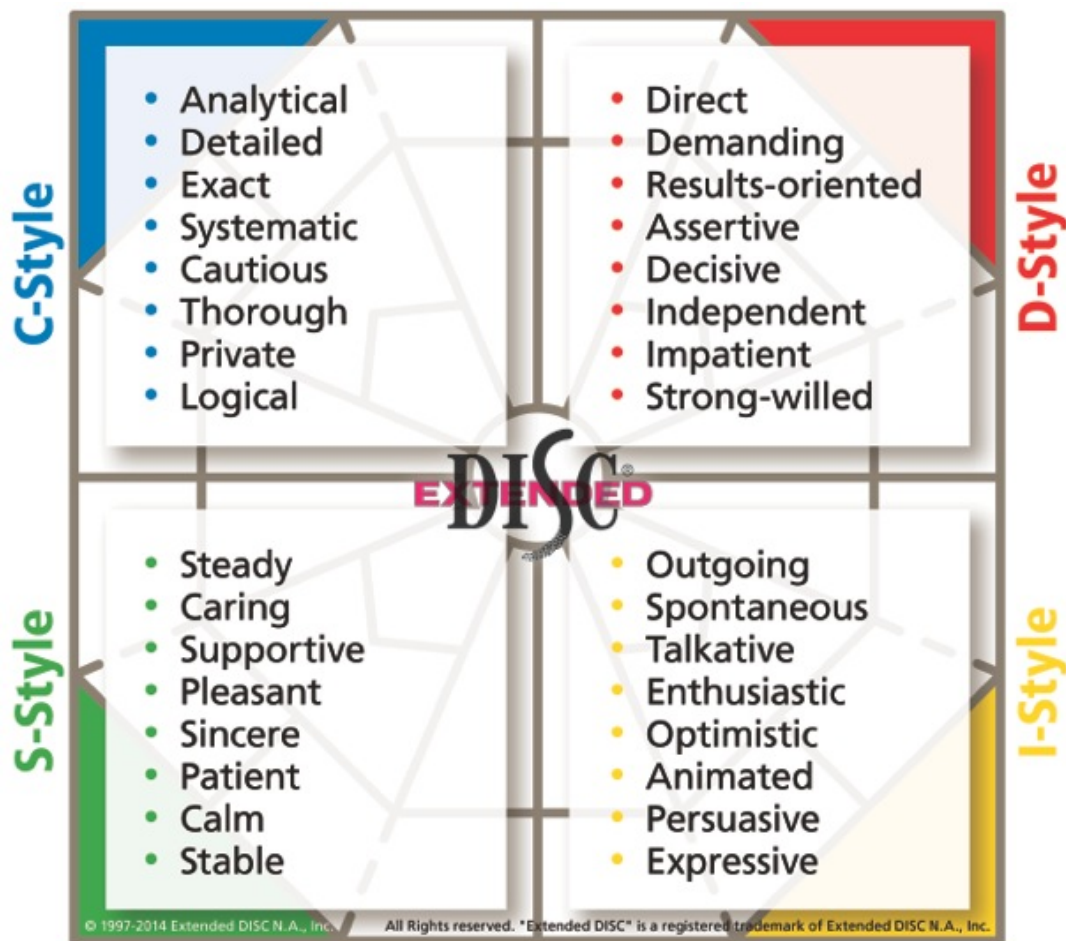 C-Style
• Analytical
• Detailed
• Exact
• Systematic
• Cautious
• Thorough
• Private
• Logical
D-Style
• Direct
• Demanding
• Results-oriented
• Assertive
• Decisive
• Independent
• Impatient
• Strong-willed
EXTENDED
DISC®
S-Style
• Steady
• Caring
• Supportive
• Pleasant
• Sincere
• Patient
• Calm
• Stable
I-Style
• Outgoing
• Spontaneous
• Talkative
• Enthusiastic
• Optimistic
• Animated
• Persuasive
• Expressive
© 1997-2014 Extended DISC N.A., Inc.
All Rights reserved. "Extended DISC" is a registered trademark of Extended DISC N.A., Inc.